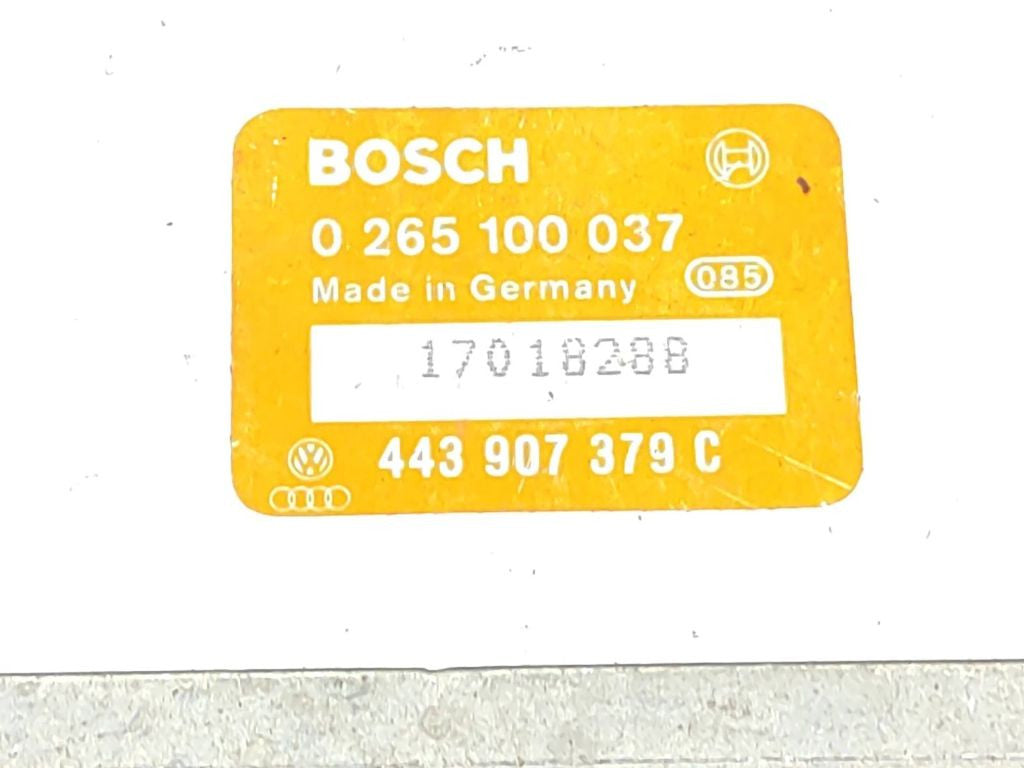 BOSCH
0 265 100 037
Made in Germany 085
17018288
443 907 379 C